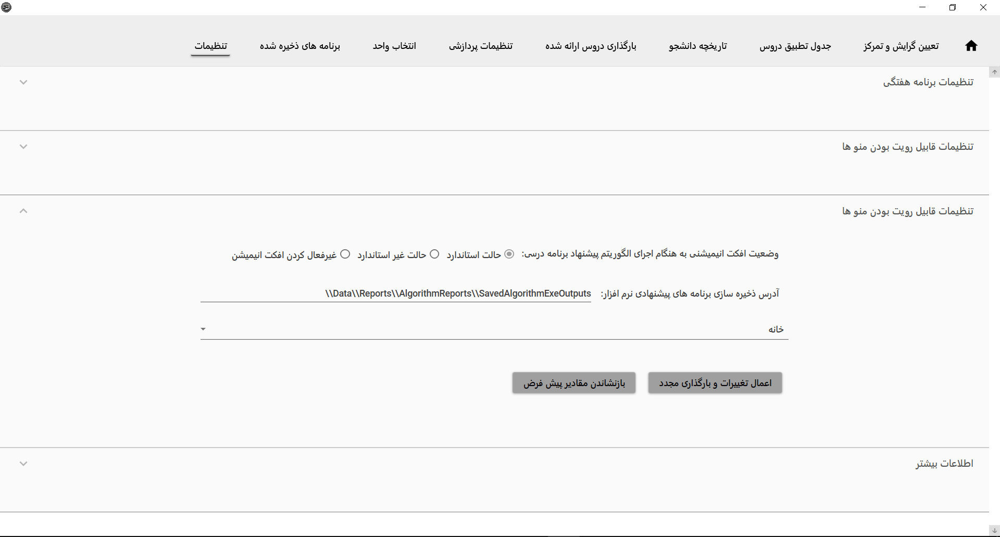 تعیین گرایش و تمرکز
جدول تطبیق دروس
تاریخچه دانشجو
بارگذاری دروس ارائه شده
تنظیمات پردازشی
انتخاب واحد
برنامه های ذخیره شده
تنظیمات
تنظیمات برنامه هفتگی
تنظیمات قابیل رویت بودن منو ها
تنظیمات قابیل رویت بودن منو ها
وضعیت افکت انیمیشنی به هنگام اجرای الگوریتم پیشنهاد برنامه درسی: حالت استاندارد حالت غیر استاندارد غیرفعال کردن افکت انیمیشن
آدرس ذخیره سازی برنامه های پیشنهادی نرم افزار: \\Data\\Reports\\AlgorithmReports\\SavedAlgorithmExeOutputs
خانه
اعمال تغییرات و بارگذاری مجدد
بازنشاندن مقادیر پیش فرض
اطلاعات بیشتر